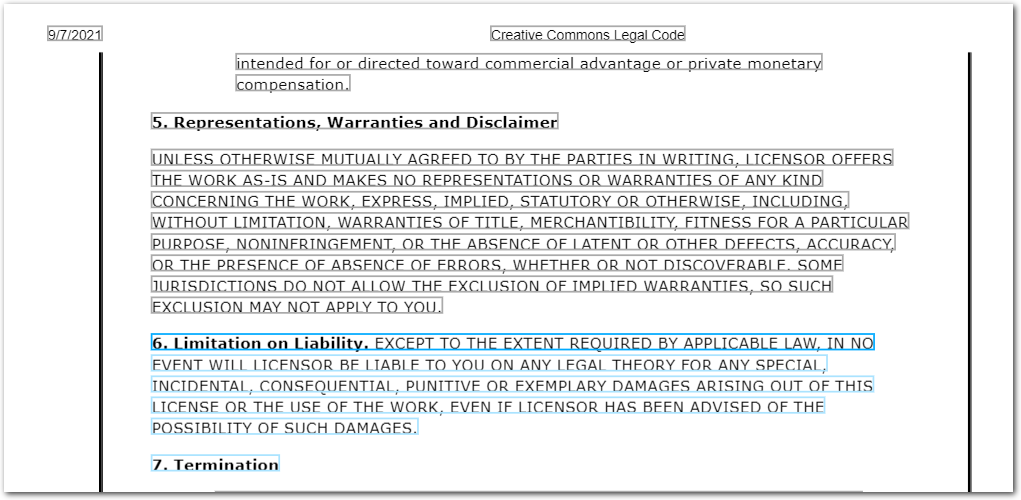 9/7/2021 Creative Commons Legal Code
intended for or directed toward commercial advantage or private monetary
compensation.
5. Representations, Warranties and Disclaimer
UNLESS OTHERWISE MUTUALLY AGREED TO BY THE PARTIES IN WRITING, LICENSOR OFFERS
THE WORK AS-IS AND MAKES NO REPRESENTATIONS OR WARRANTIES OF ANY KIND
CONCERNING THE WORK, EXPRESS, IMPLIED, STATUTORY OR OTHERWISE, INCLUDING,
WITHOUT LIMITATION, WARRANTIES OF TITLE, MERCHANTIBILITY, FITNESS FOR A PARTICULAR
PURPOSE, NONINFRINGEMENT, OR THE ABSENCE OF LATENT OR OTHER DEFECTS, ACCURACY,
OR THE PRESENCE OF ABSENCE OF ERRORS, WHETHER OR NOT DISCOVERABLE. SOME
JURISDICTIONS DO NOT ALLOW THE EXCLUSION OF IMPLIED WARRANTIES, SO SUCH
EXCLUSION MAY NOT APPLY TO YOU.
6. Limitation on Liability. EXCEPT TO THE EXTENT REQUIRED BY APPLICABLE LAW, IN NO
EVENT WILL LICENSOR BE LIABLE TO YOU ON ANY LEGAL THEORY FOR ANY SPECIAL,
INCIDENTAL, CONSEQUENTIAL, PUNITIVE OR EXEMPLARY DAMAGES ARISING OUT OF THIS
LICENSE OR THE USE OF THE WORK, EVEN IF LICENSOR HAS BEEN ADVISED OF THE
POSSIBILITY OF SUCH DAMAGES.
7. Termination